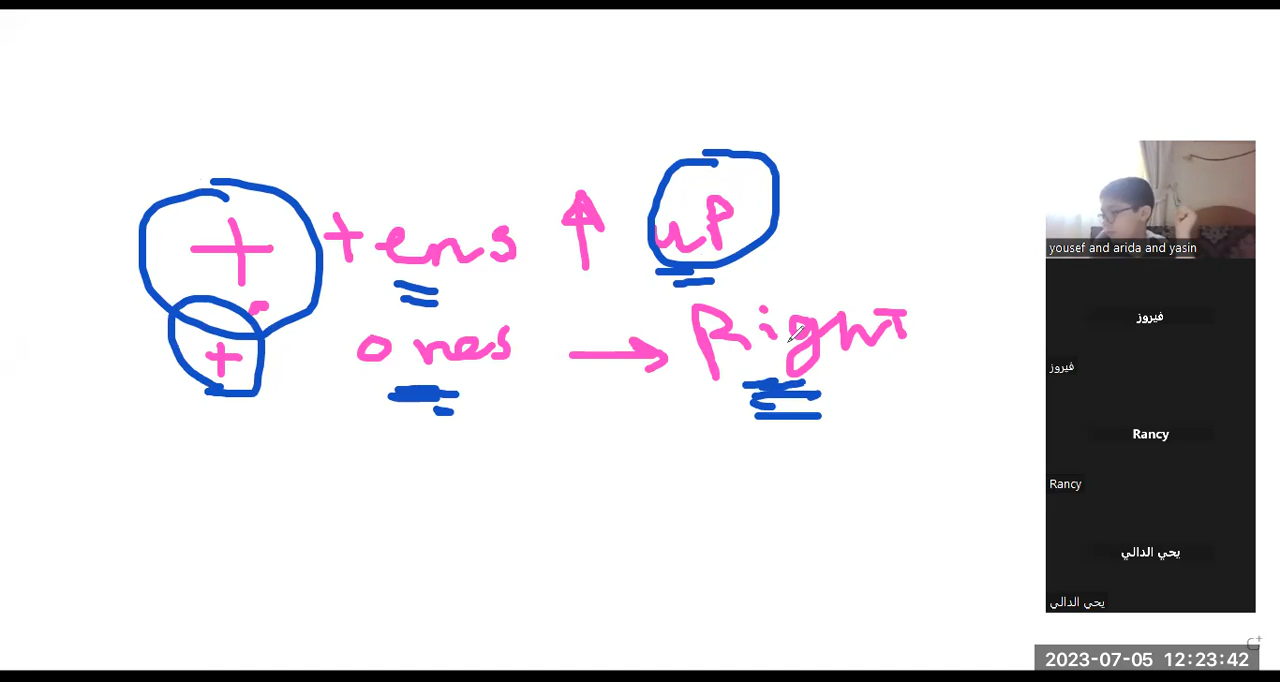 + tens ↑ up
+ ones → Right
yousef and arida and yasin
فيروز
فيروز
Rancy
Rancy
يحي الدالي
يحي الدالي
2023-07-05 12:23:42